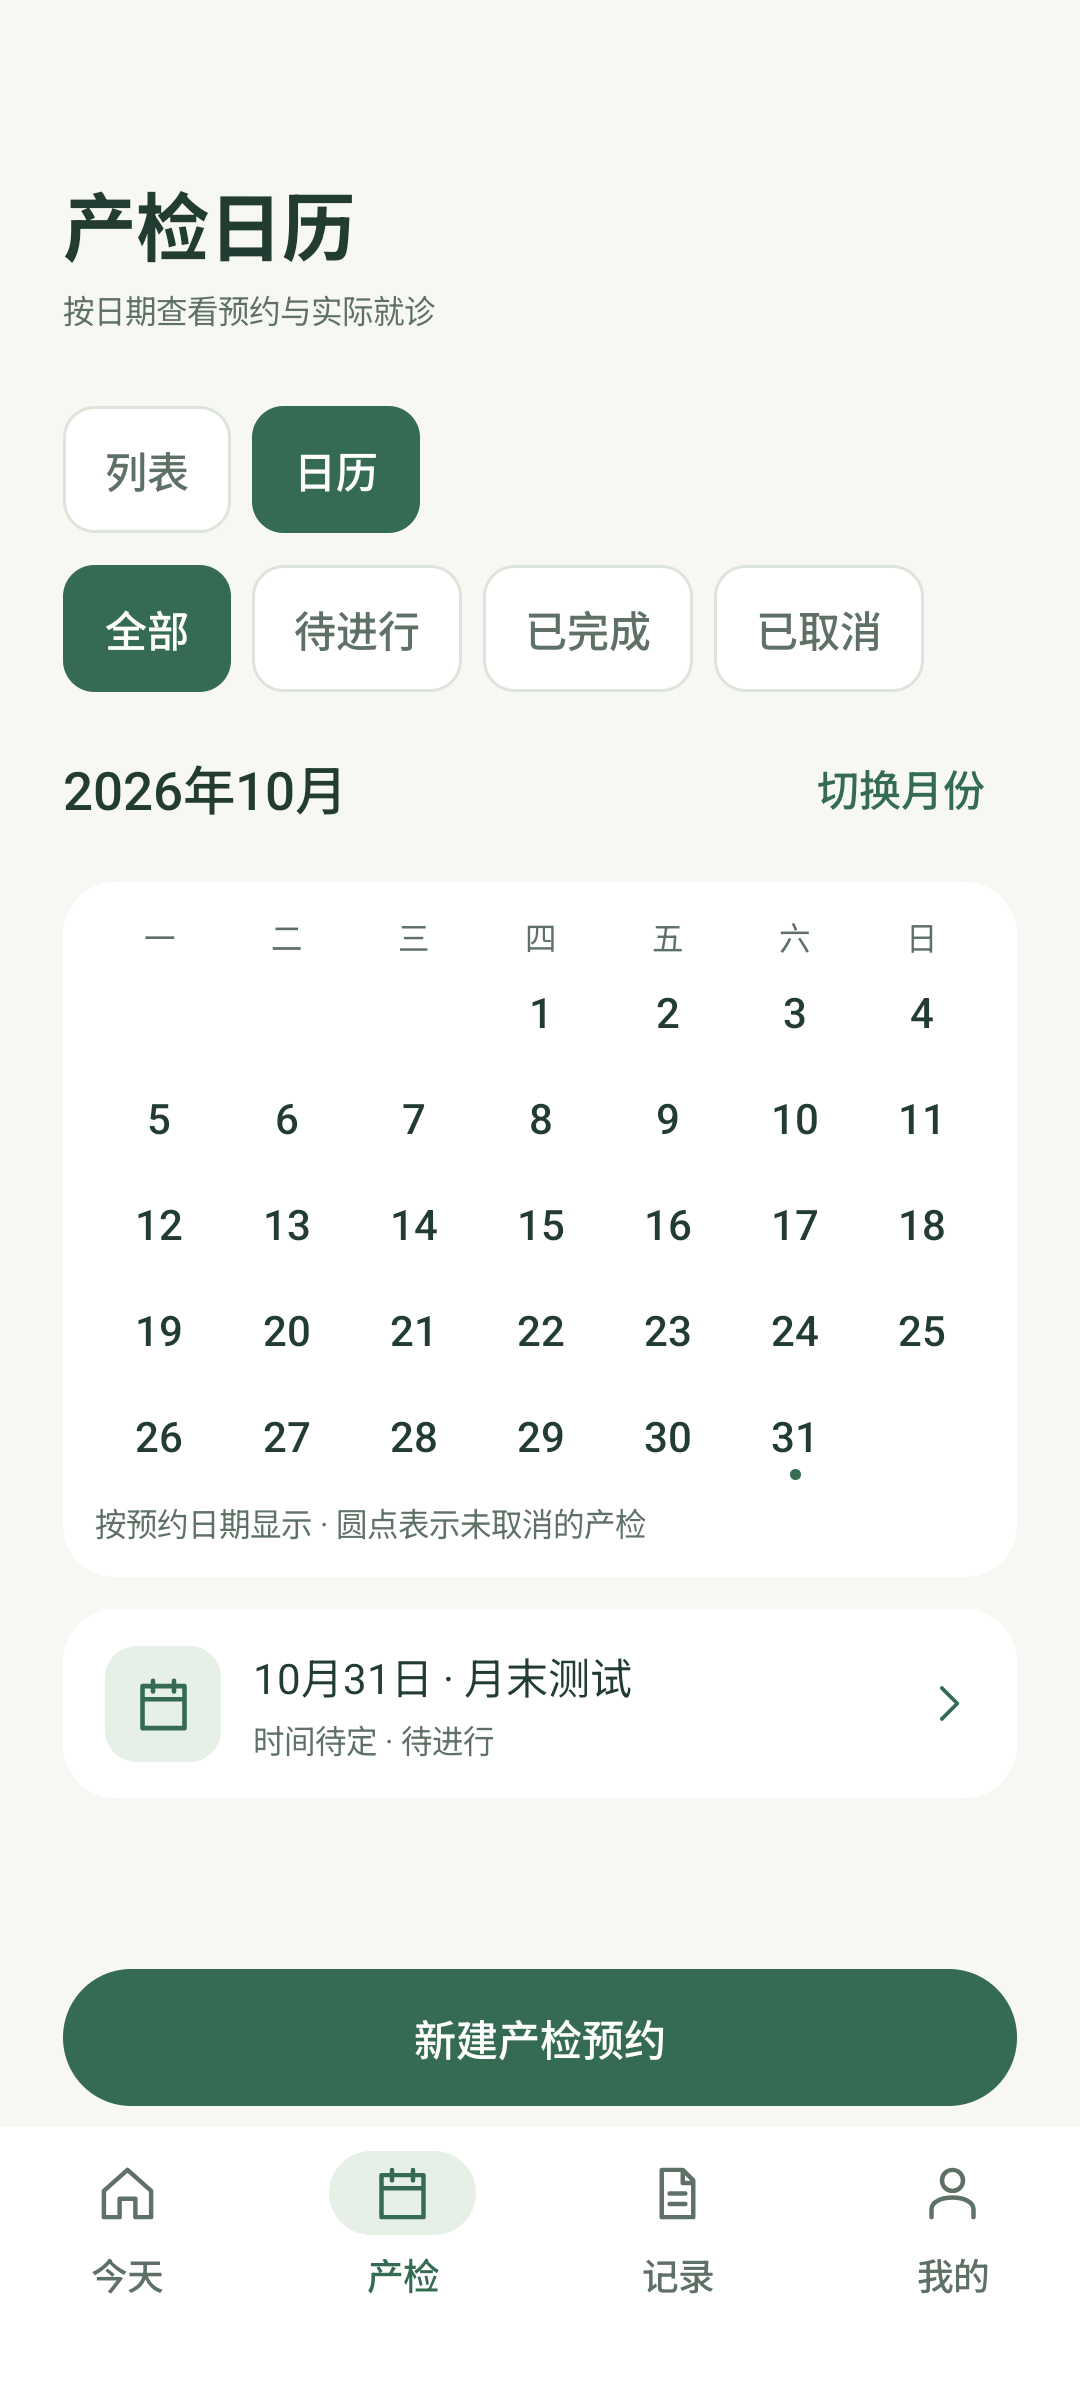 产检日历
按日期查看预约与实际就诊
列表 日历
全部 待进行 已完成 已取消
2026年10月 切换月份
一 二 三 四 五 六 日
1 2 3 4
5 6 7 8 9 10 11
12 13 14 15 16 17 18
19 20 21 22 23 24 25
26 27 28 29 30 31
按预约日期显示 · 圆点表示未取消的产检
10月31日 · 月末测试
时间待定 · 待进行
新建产检预约
今天 产检 记录 我的